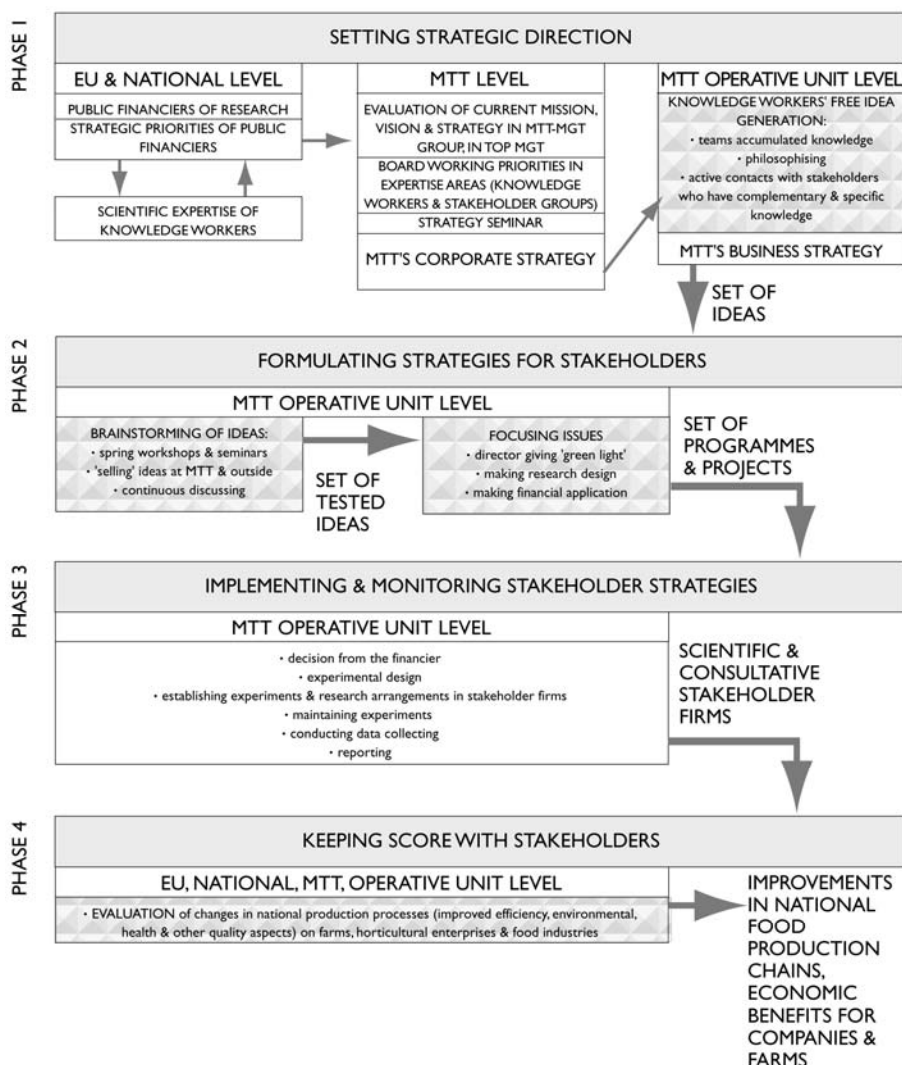 PHASE 1
SETTING STRATEGIC DIRECTION
EU & NATIONAL LEVEL
PUBLIC FINANCIERS OF RESEARCH
STRATEGIC PRIORITIES OF PUBLIC
FINANCIERS
SCIENTIFIC EXPERTISE OF
KNOWLEDGE WORKERS
MTT LEVEL
EVALUATION OF CURRENT MISSION,
VISION & STRATEGY IN MTT-MGT
GROUP, IN TOP MGT
BOARD WORKING PRIORITIES IN
EXPERTISE AREAS (KNOWLEDGE
WORKERS & STAKEHOLDER GROUPS)
STRATEGY SEMINAR
MTT'S CORPORATE STRATEGY
MTT OPERATIVE UNIT LEVEL
KNOWLEDGE WORKERS' FREE IDEA
GENERATION:
• teams accumulated knowledge
• philosophising
• active contacts with stakeholders
who have complementary & specific
knowledge
MTT'S BUSINESS STRATEGY
SET OF
IDEAS
PHASE 2
FORMULATING STRATEGIES FOR STAKEHOLDERS
MTT OPERATIVE UNIT LEVEL
BRAINSTORMING OF IDEAS:
• spring workshops & seminars
• 'selling' ideas at MTT & outside
• continuous discussing
SET OF
TESTED
IDEAS
FOCUSING ISSUES
• director giving 'green light'
• making research design
• making financial application
SET OF
PROGRAMMES
& PROJECTS
PHASE 3
IMPLEMENTING & MONITORING STAKEHOLDER STRATEGIES
MTT OPERATIVE UNIT LEVEL
• decision from the financier
• experimental design
• establishing experiments & research arrangements in stakeholder firms
• maintaining experiments
• conducting data collecting
• reporting
SCIENTIFIC &
CONSULTATIVE
STAKEHOLDER
FIRMS
PHASE 4
KEEPING SCORE WITH STAKEHOLDERS
EU, NATIONAL, MTT, OPERATIVE UNIT LEVEL
• EVALUATION of changes in national production processes (improved efficiency, environmental,
health & other quality aspects) on farms, horticultural enterprises & food industries
IMPROVEMENTS
IN NATIONAL
FOOD
PRODUCTION
CHAINS,
ECONOMIC
BENEFITS FOR
COMPANIES &
FARMS